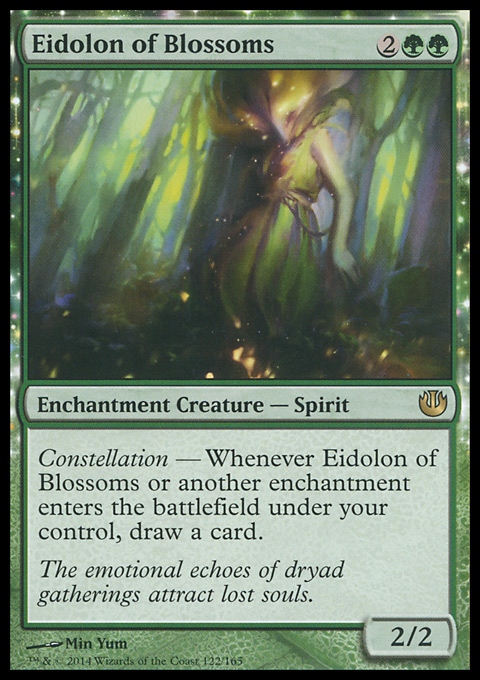 Eidolon of Blossoms 2
Enchantment Creature — Spirit
Constellation — Whenever Eidolon of
Blossoms or another enchantment
enters the battlefield under your
control, draw a card.
The emotional echoes of dryad
gatherings attract lost souls.
2/2
Min Yum
™ & © 2014 Wizards of the Coast 122/165